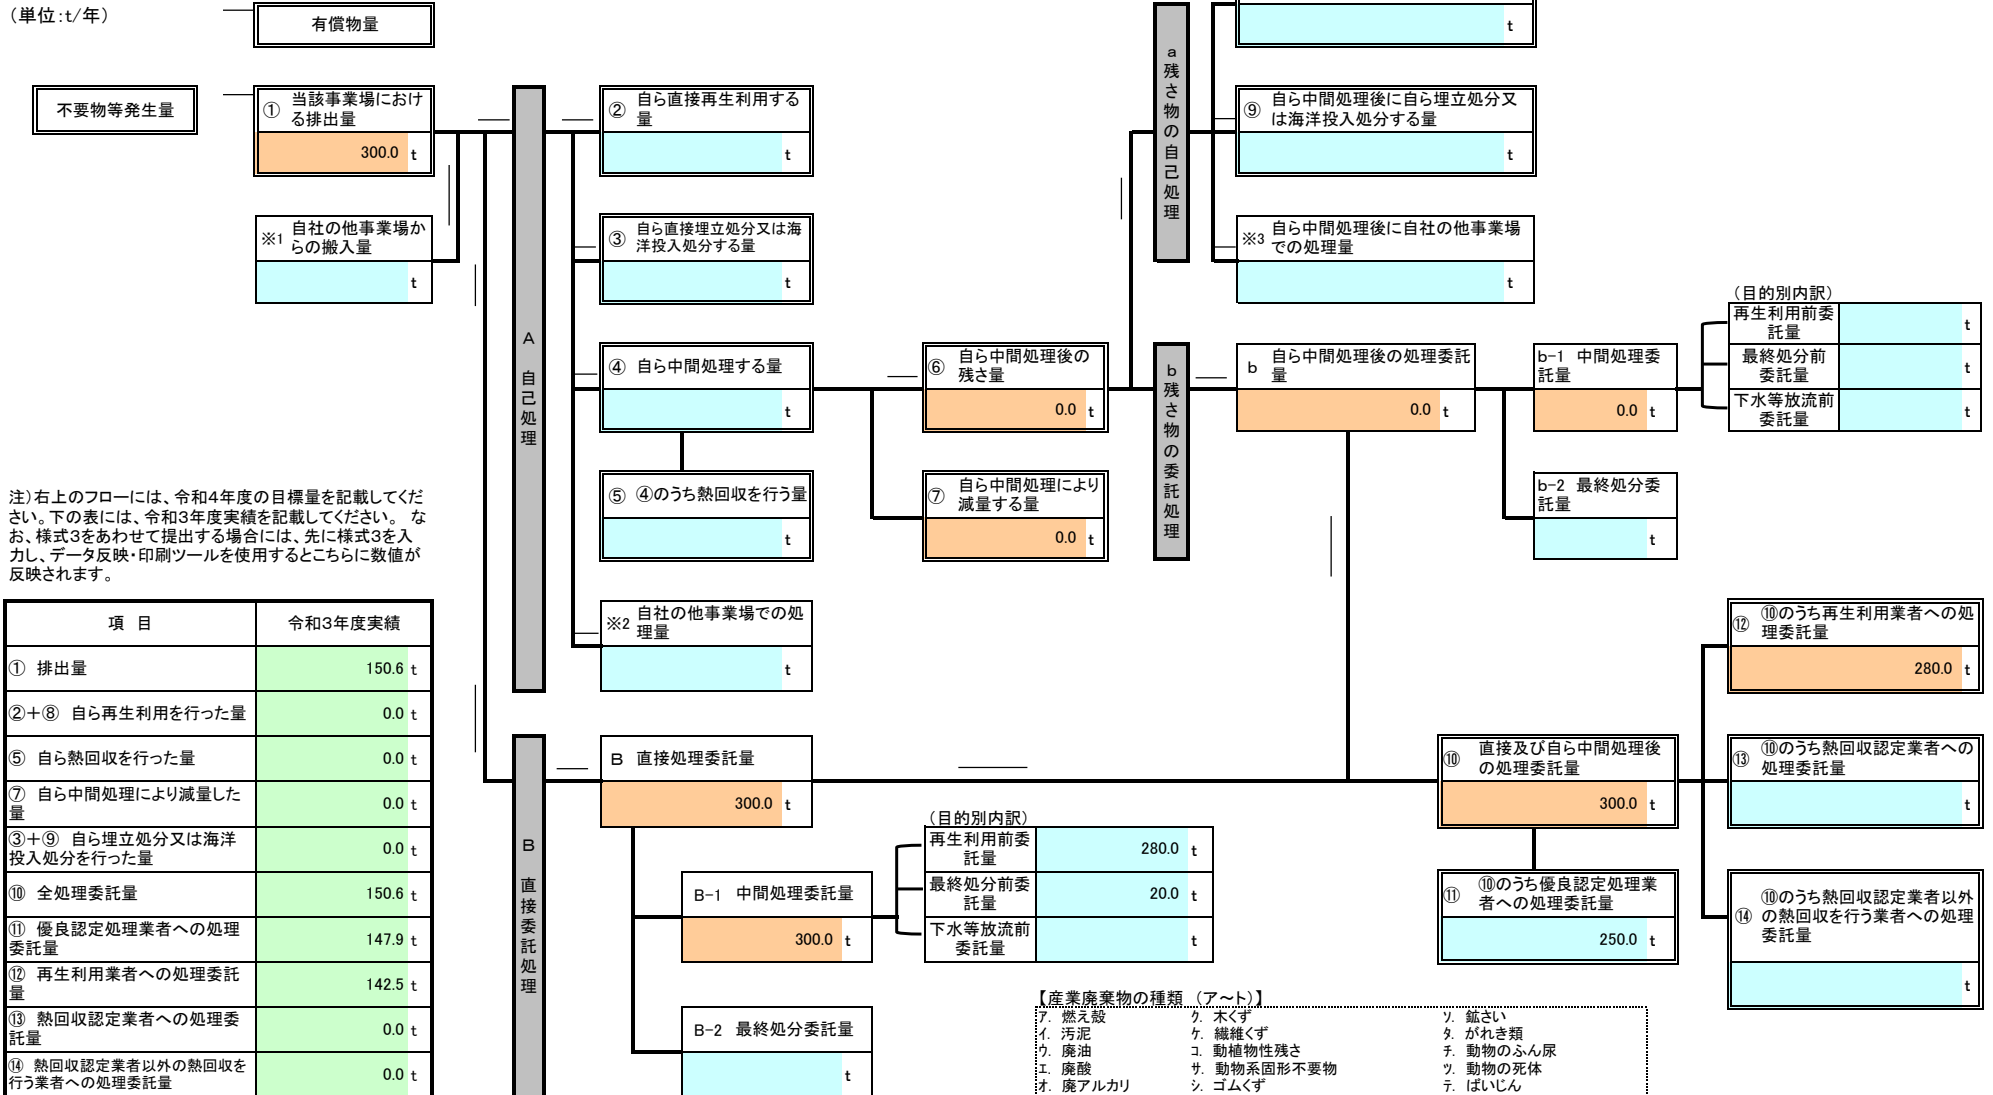 （単位：t/年）
有償物量
t
不要物等発生量
① 当該事業場におけ
る排出量
300.0 t
※1 自社の他事業場か
らの搬入量
t
A 自己処理
② 自ら直接再生利用する
量
t
③ 自ら直接埋立処分又は海
洋投入処分する量
t
④ 自ら中間処理する量
t
⑤ ④のうち熱回収を行う量
t
※2 自社の他事業場での処
理量
t
⑥ 自ら中間処理後の
残さ量
0.0 t
⑦ 自ら中間処理により
減量する量
0.0 t
a 残さ物の自己処理
⑨ 自ら中間処理後に自ら埋立処分又
は海洋投入処分する量
t
※3 自ら中間処理後に自社の他事業場
での処理量
t
b 残さ物の委託処理
b 自ら中間処理後の処理委託
量
0.0 t
b-1 中間処理委
託量
0.0 t
b-2 最終処分委
託量
t
（目的別内訳）
再生利用前委
託量
t
最終処分前
委託量
t
下水等放流前
委託量
t
注）右上のフローには、令和４年度の目標量を記載してくだ
さい。下の表には、令和３年度実績を記載してください。 な
お、様式３をあわせて提出する場合には、先に様式３を入
力し、データ反映・印刷ツールを使用するとこちらに数値が
反映されます。
項 目 令和３年度実績
① 排出量 150.6 t
②＋⑧ 自ら再生利用を行った量 0.0 t
⑤ 自ら熱回収を行った量 0.0 t
⑦ 自ら中間処理により減量した
量 0.0 t
③＋⑨ 自ら埋立処分又は海洋
投入処分を行った量 0.0 t
⑩ 全処理委託量 150.6 t
⑪ 優良認定処理業者への処理
委託量 147.9 t
⑫ 再生利用業者への処理委託
量 142.5 t
⑬ 熱回収認定業者への処理委
託量 0.0 t
⑭ 熱回収認定業者以外の熱回収を
行う業者への処理委託量 0.0 t
B 直接委託処理
B 直接処理委託量
300.0 t
B-1 中間処理委託量
300.0 t
B-2 最終処分委託量
t
（目的別内訳）
再生利用前委
託量
280.0 t
最終処分前委
託量
20.0 t
下水等放流前
委託量
t
⑩ 直接及び自ら中間処理後
の処理委託量
300.0 t
⑪ ⑩のうち優良認定処理業
者への処理委託量
250.0 t
⑫ ⑩のうち再生利用業者への処
理委託量
280.0 t
⑬ ⑩のうち熱回収認定業者への
処理委託量
t
⑭ ⑩のうち熱回収認定業者以外
の熱回収を行う業者への処理
委託量
t
【産業廃棄物の種類 （ア～ト）】
ア. 燃え殻 ク. 木くず ソ. 鉱さい
イ. 汚泥 ケ. 繊維くず タ. がれき類
ウ. 廃油 コ. 動植物性残さ チ. 動物のふん尿
エ. 廃酸 サ. 動物系固形不要物 ツ. 動物の死体
オ. 廃アルカリ シ. ゴムくず テ. ばいじん